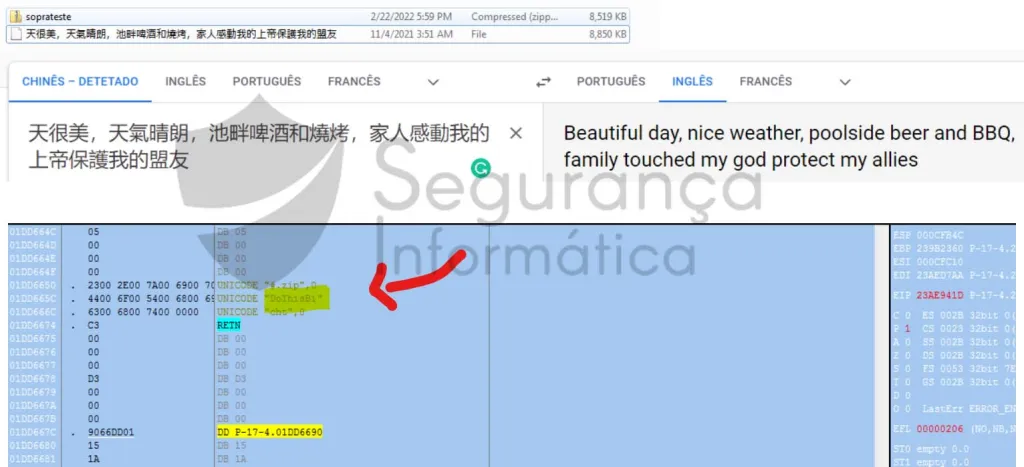 soprateste 2/22/2022 5:59 PM Compressed (zipp... 8,519 KB
天很美，天氣晴朗，池畔啤酒和燒烤，家人感動我的上帝保護我的盟友 11/4/2021 3:51 AM File 8,850 KB
CHINÊS – DETETADO INGLÊS PORTUGUÊS FRANCÊS PORTUGUÊS INGLÊS FRANCÊS
天很美，天氣晴朗，池畔啤酒和燒烤，家人感動我的
上帝保護我的盟友
Beautiful day, nice weather, poolside beer and BBQ,
family touched my god protect my allies
Segurança
Informática
01DD664C 05 DB 05
01DD664D 00 DB 00
01DD664E 00 DB 00
01DD664F 00 DB 00
01DD6650 . 2300 2E00 7A00 6900 70 UNICODE "#.zip",0
01DD665C . 4400 6F00 5400 6800 69 UNICODE "DoThisBi"
01DD666C . 6300 6800 7400 0000 UNICODE "cht",0
01DD6674 . C3 RETN
01DD6675 00 DB 00
01DD6676 00 DB 00
01DD6677 00 DB 00
01DD6678 D3 DB D3
01DD6679 00 DB 00
01DD667A 00 DB 00
01DD667B 00 DB 00
01DD667C . 9066DD01 DD P-17-4.01DD6690
01DD6680 15 DB 15
01DD6681 1A DB 1A
ESP 000CFB4C
EBP 239B2360 P-17-4.2
ESI 000CFC10
EDI 23AED7AA P-17-4.2
EIP 23AE941D P-17-4.2
C 0 ES 002B 32bit 0(
P 1 CS 0023 32bit 0(
A 0 SS 002B 32bit 0(
Z 0 DS 002B 32bit 0(
S 0 FS 0053 32bit 7E
T 0 GS 002B 32bit 0(
D 0
O 0 LastErr ERROR_EN
EFL 00000206 (NO,NB,N
ST0 empty 0.0
ST1 empty 0.0